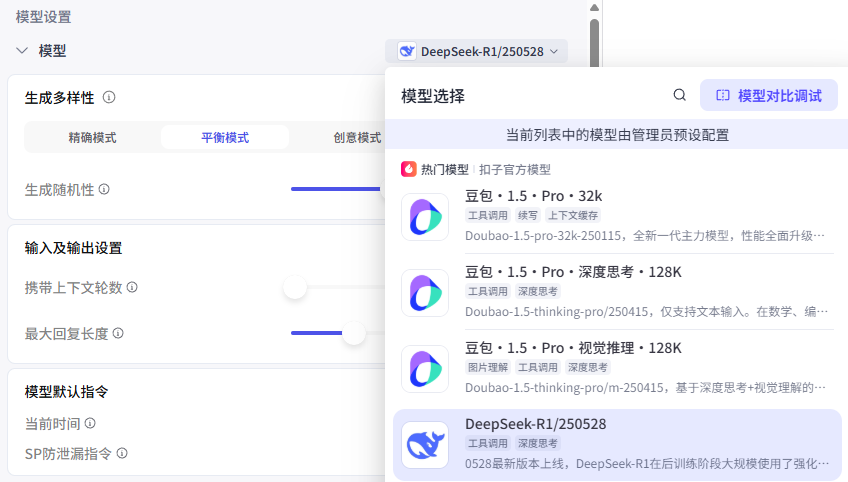 模型设置
模型
DeepSeek-R1/250528
生成多样性
精确模式 平衡模式 创意模式
生成随机性
输入及输出设置
携带上下文轮数
最大回复长度
模型默认指令
当前时间
SP防泄漏指令
模型选择
模型对比调试
当前列表中的模型由管理员预设配置
热门模型 扣子官方模型
豆包·1.5·Pro·32k
工具调用 续写 上下文缓存
Doubao-1.5-pro-32k-250115，全新一代主力模型，性能全面升级…
豆包·1.5·Pro·深度思考·128K
工具调用 深度思考
Doubao-1.5-thinking-pro/250415，仅支持文本输入。在数学、编…
豆包·1.5·Pro·视觉推理·128K
图片理解 工具调用 深度思考
Doubao-1.5-thinking-pro/m-250415，基于深度思考+视觉理解的…
DeepSeek-R1/250528
工具调用 深度思考
0528最新版本上线，DeepSeek-R1在后训练阶段大规模使用了强化…